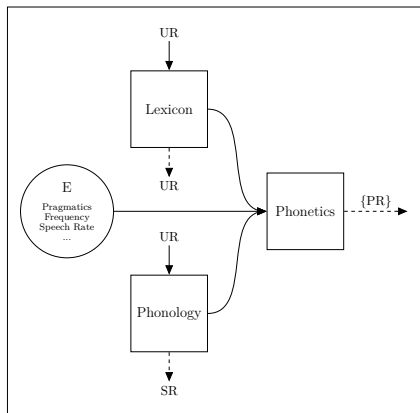 UR
Lexicon
UR
E
Pragmatics
Frequency
Speech Rate
...
Phonetics
{PR}
UR
Phonology
SR